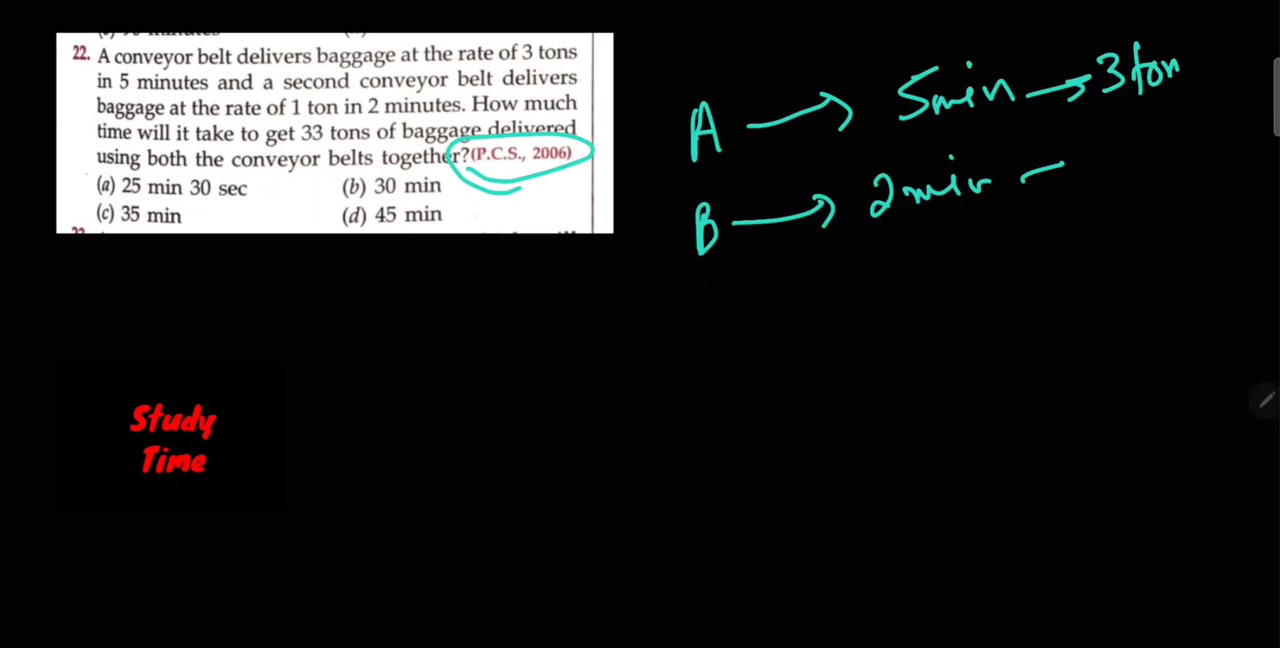 22. A conveyor belt delivers baggage at the rate of 3 tons
in 5 minutes and a second conveyor belt delivers
baggage at the rate of 1 ton in 2 minutes. How much
time will it take to get 33 tons of baggage delivered
using both the conveyor belts together?(P.C.S., 2006)
(a) 25 min 30 sec (b) 30 min
(c) 35 min (d) 45 min
A → 5min → 3 ton
B → 2min –
Study
Time